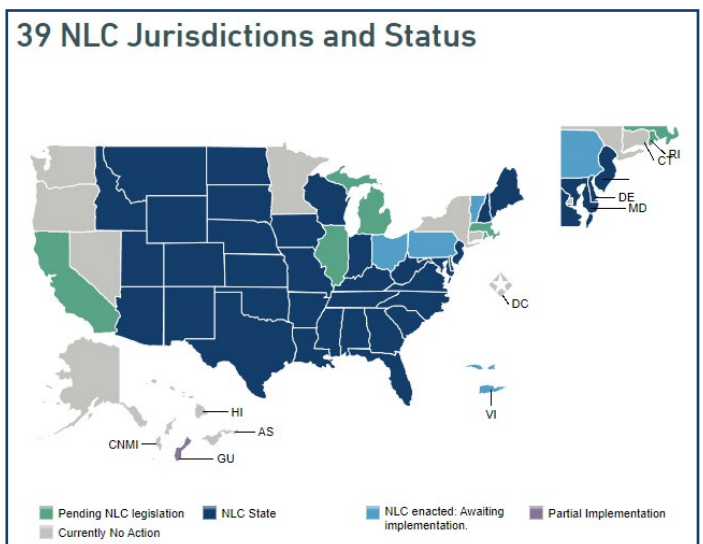 39 NLC Jurisdictions and Status
RI
CT
DE
MD
DC
VI
HI
AS
CNMI
GU
Pending NLC legislation
NLC State
NLC enacted: Awaiting
implementation.
Partial Implementation
Currently No Action